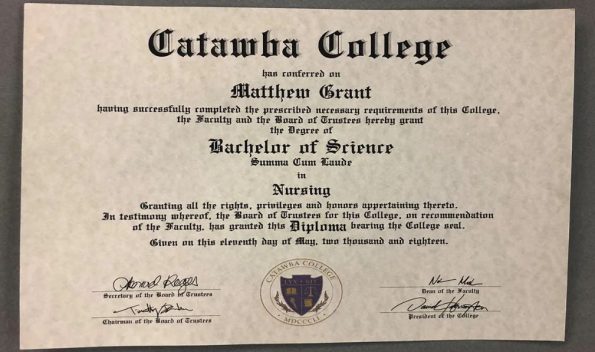 Catawba College
has conferred on
Matthew Grant
having successfully completed the prescribed necessary requirements of this College,
the Faculty and the Board of Trustees hereby grant
the Degree of
Bachelor of Science
Summa Cum Laude
in
Nursing
Granting all the rights, privileges and honors appertaining thereto.
In testimony whereof, the Board of Trustees for this College, on recommendation
of the Faculty, has granted this Diploma bearing the College seal.
Given on this eleventh day of May, two thousand and eighteen.
Secretary of the Board of Trustees
Chairman of the Board of Trustees
CATAWBA COLLEGE
MDCCCLI
Dean of the Faculty
President of the College